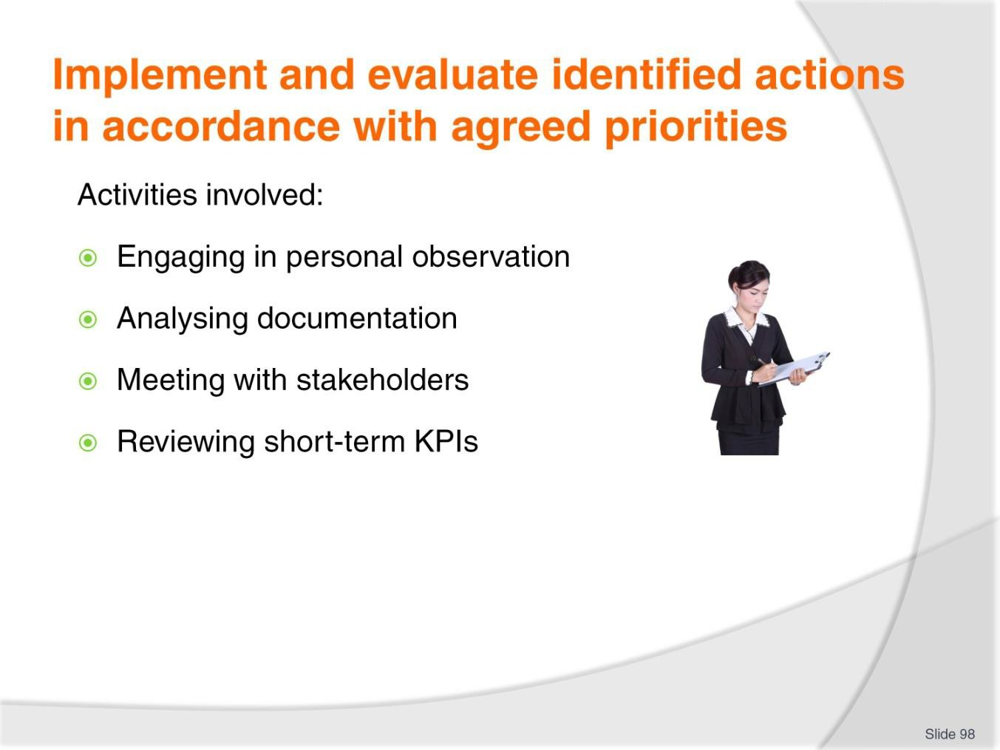 Implement and evaluate identified actions
in accordance with agreed priorities
Activities involved:
Engaging in personal observation
Analysing documentation
Meeting with stakeholders
Reviewing short-term KPIs
Slide 98